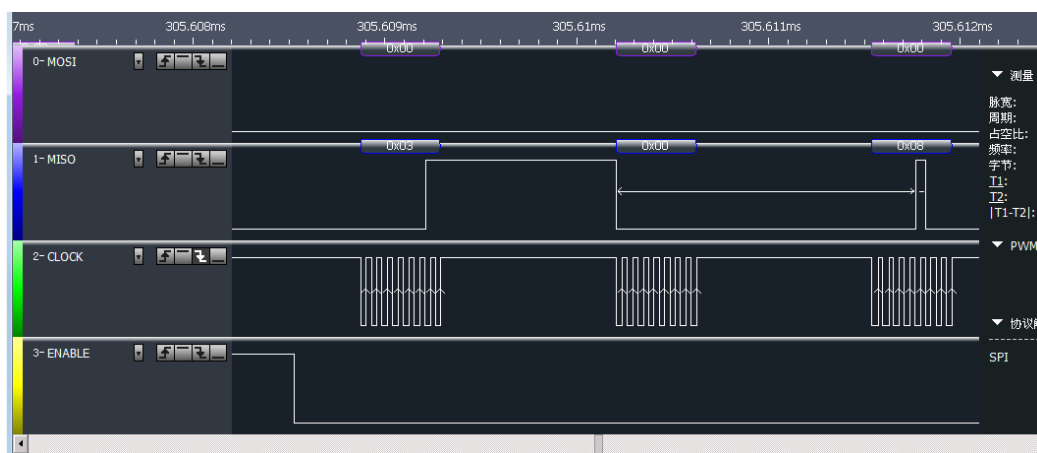 7ms 305.608ms 305.609ms 305.61ms 305.611ms 305.612ms
0x00 0x00 0x00
0- MOSI
测量
脉宽:
周期:
占空比:
频率:
字节:
T1:
T2:
|T1-T2|:
0x03 0x00 0x08
1- MISO
2- CLOCK
PWM
3- ENABLE
协议
SPI